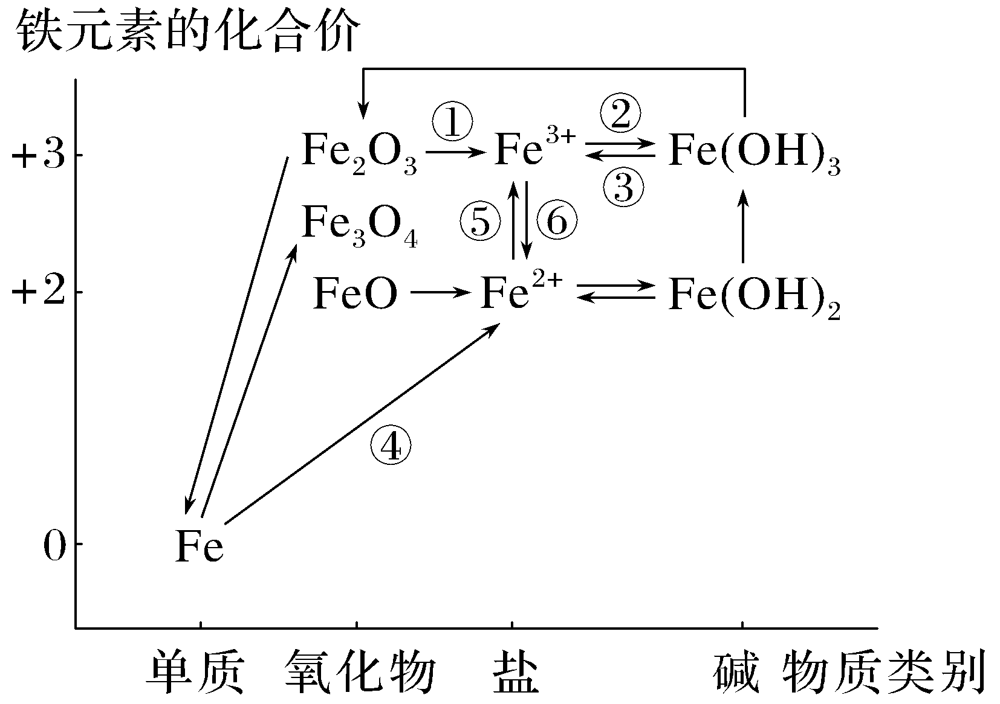 铁元素的化合价
+3 Fe₂O₃ ① Fe³⁺ ② ③ Fe(OH)₃
Fe₃O₄ ⑤ ⑥
+2 FeO Fe²⁺ Fe(OH)₂
④
0 Fe
单质 氧化物 盐 碱 物质类别